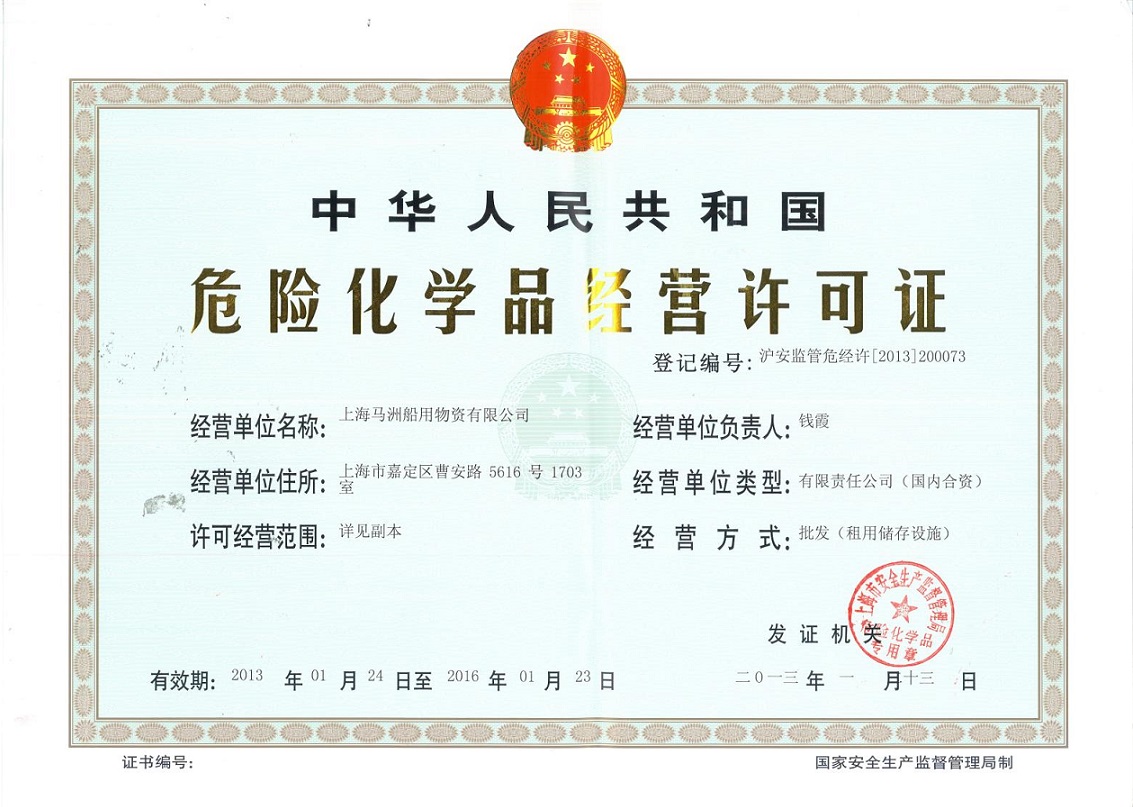 中华人民共和国
危险化学品经营许可证
登记编号: 沪安监管危经许[2013]200073
经营单位名称: 上海马洲船用物资有限公司
经营单位负责人: 钱霞
经营单位住所: 上海市嘉定区曹安路 5616 号 1703
室
经营单位类型: 有限责任公司（国内合资）
许可经营范围: 详见副本
经营方式: 批发（租用储存设施）
上海市安全生产监督管理局
危险化学品
专用章
发证机关
有效期: 2013 年 01 月 24 日至 2016 年 01 月 23 日
二0一三 年 一 月 十三 日
证书编号:
国家安全生产监督管理局制